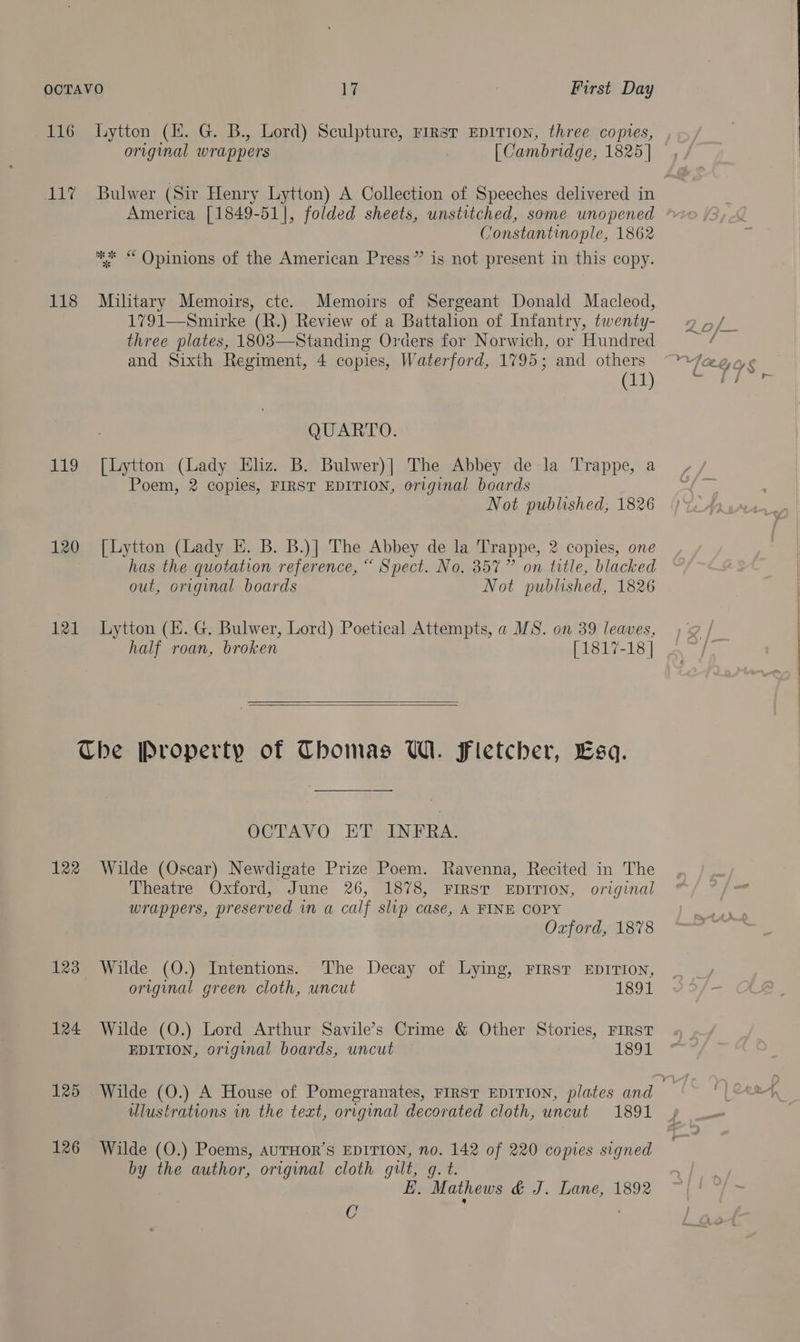 OCTAVO 17 First Day
116 Lytton (E. G. B., Lord) Sculpture, FIRST EDITION, three copies,
original wrappers [Cambridge, 1825]
117 Bulwer (Sir Henry Lytton) A Collection of Speeches delivered in
America [1849-51], folded sheets, unstitched, some unopened
Constantinople, 1862
*** “Opinions of the American Press” is not present in this copy.
118 Military Memoirs, etc. Memoirs of Sergeant Donald Macleod,
1791—Smirke (R.) Review of a Battalion of Infantry, twenty-
three plates, 1803—Standing Orders for Norwich, or Hundred
and Sixth Regiment, 4 copies, Waterford, 1795; and others
(11)
QUARTO.
119 [Lytton (Lady Eliz. B. Bulwer)] The Abbey de la Trappe, a
Poem, 2 copies, FIRST EDITION, original boards
Not published, 1826
120 [Lytton (Lady E. B. B.)] The Abbey de la Trappe, 2 copies, one
has the quotation reference, “Spect. No. 357” on title, blacked
out, original boards Not published, 1826
121 Lytton (E. G. Bulwer, Lord) Poetical Attempts, a MS. on 39 leaves,
half roan, broken [1817-18]
The Property of Thomas W. Fletcher, Esq.
OCTAVO ET INFRA.
122 Wilde (Oscar) Newdigate Prize Poem. Ravenna, Recited in The
Theatre Oxford, June 26, 1878, FIRST EDITION, original
wrappers, preserved in a calf slip case, A FINE COPY
Oxford, 1878
123 Wilde (O.) Intentions. The Decay of Lying, FIRST EDITION,
original green cloth, uncut 1891
124 Wilde (O.) Lord Arthur Savile’s Crime & Other Stories, FIRST
EDITION, original boards, uncut 1891
125 Wilde (O.) A House of Pomegranates, FIRST EDITION, plates and
illustrations in the text, original decorated cloth, uncut 1891
126 Wilde (O.) Poems, AUTHOR’S EDITION, no. 142 of 220 copies signed
by the author, original cloth gilt, g. t.
E. Mathews & J. Lane, 1892
C